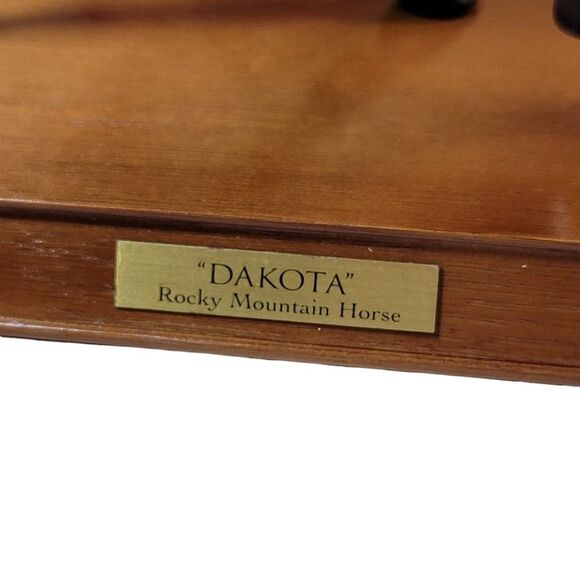 “DAKOTA”
Rocky Mountain Horse